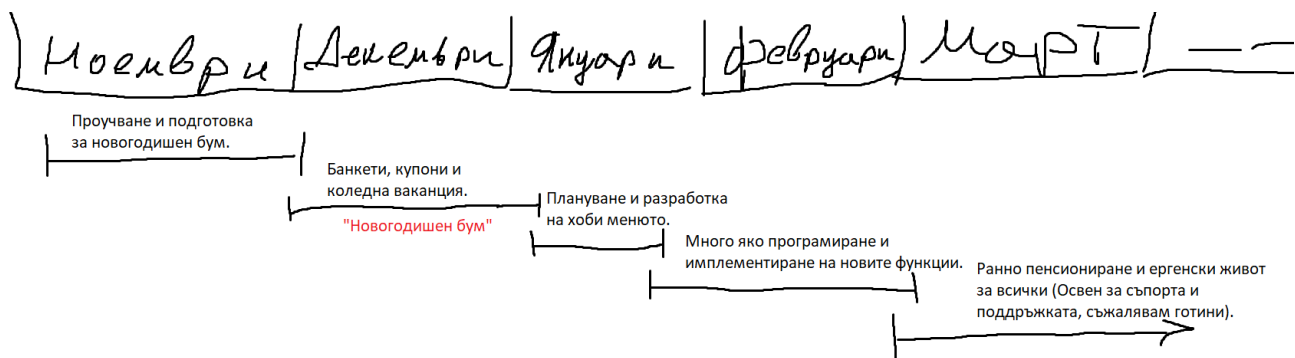 Ноември Декември Януари февруари Март
Проучване и подготовка
за новогодишен бум.
Банкети, купони и
коледна ваканция.
"Новогодишен бум"
Плануване и разработка
на хоби менюто.
Много яко програмиране и
имплементиране на новите функции.
Ранно пенсиониране и ергенски живот
за всички (Освен за съпорта и
поддръжката, съжалявам готини).